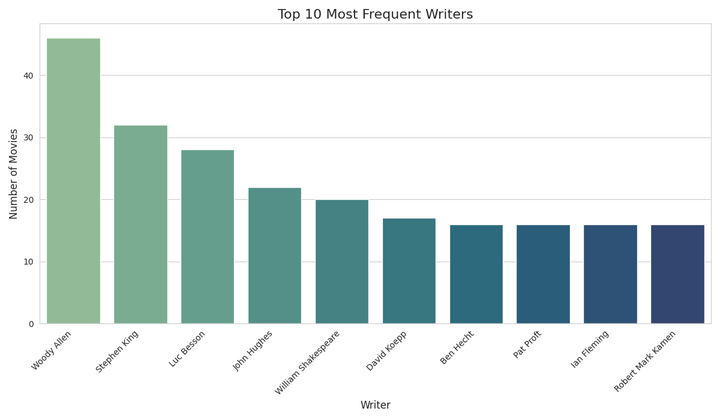 Top 10 Most Frequent Writers
Number of Movies
40
30
20
10
0
Woody Allen
Stephen King
Luc Besson
John Hughes
William Shakespeare
David Koepp
Ben Hecht
Pat Proft
Ian Fleming
Robert Mark Kamen
Writer